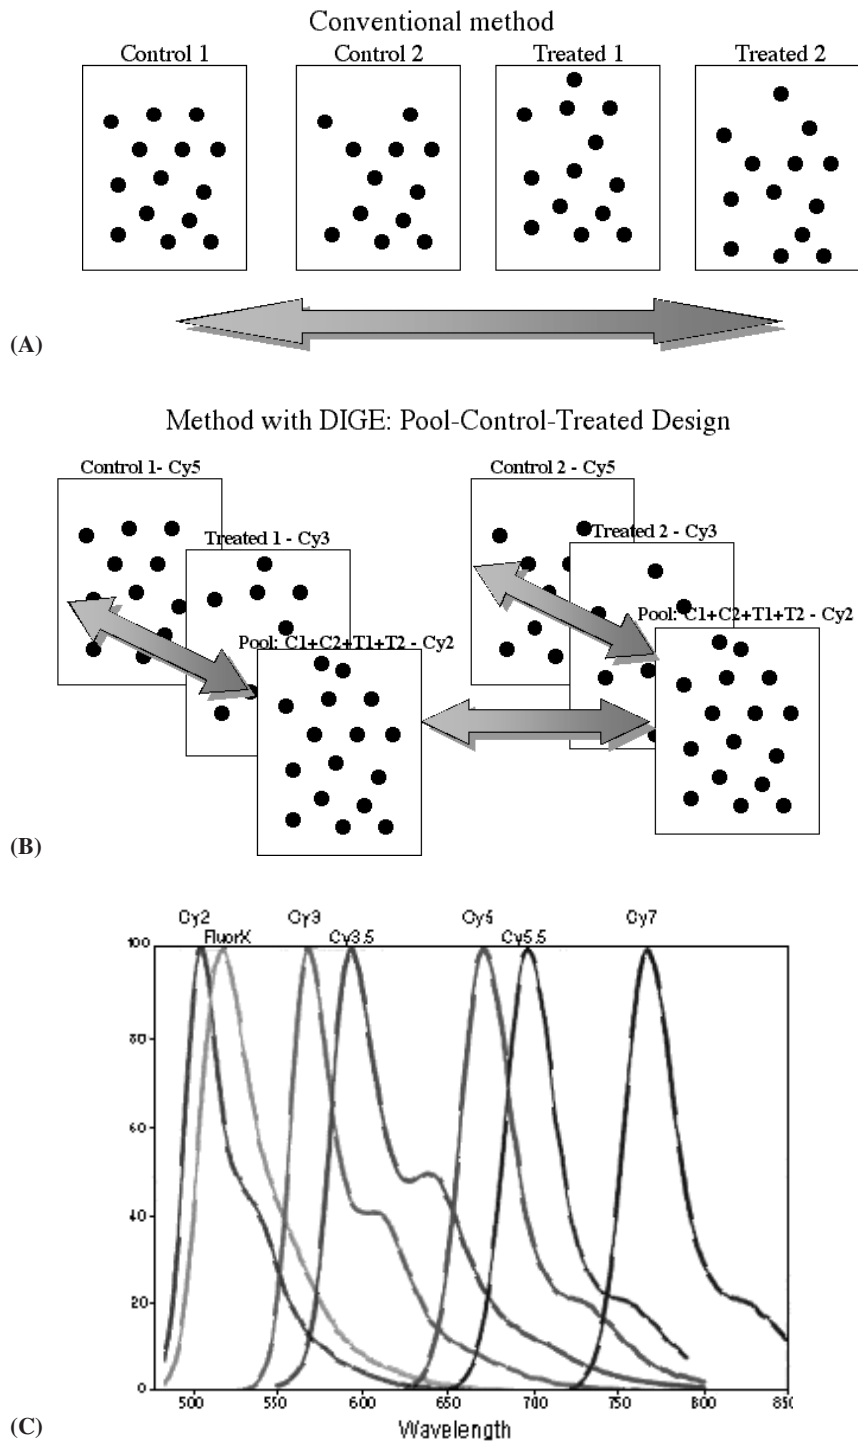 Conventional method
Control 1 Control 2 Treated 1 Treated 2
(A)
Method with DIGE: Pool-Control-Treated Design
Control 1- Cy5 Control 2 - Cy5
Treated 1 - Cy3 Treated 2 - Cy3
Pool: C1+C2+T1+T2 - Cy2 Pool: C1+C2+T1+T2 - Cy2
(B)
Cy2 Cy3 Cy5 Cy7
FluorX Cy3.5 Cy5.5
100
80
60
40
20
0
500 550 600 650 700 750 800 850
Wavelength
(C)